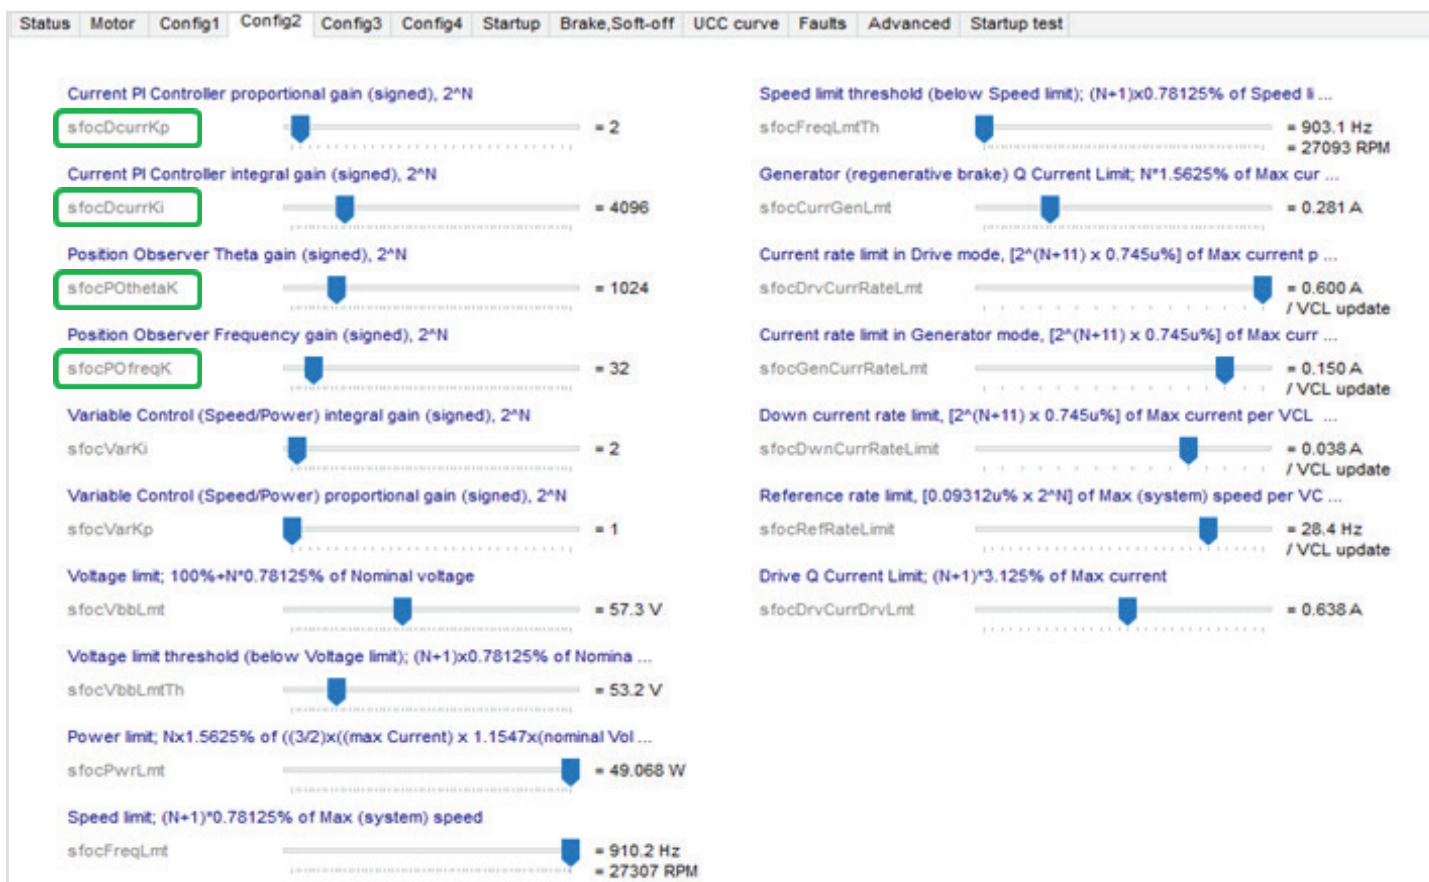 Status Motor Config1 Config2 Config3 Config4 Startup Brake,Soft-off UCC curve Faults Advanced Startup test
Current PI Controller proportional gain (signed), 2^N
sfocDcurrKp = 2
Current PI Controller integral gain (signed), 2^N
sfocDcurrKi = 4096
Position Observer Theta gain (signed), 2^N
sfocPOthetaK = 1024
Position Observer Frequency gain (signed), 2^N
sfocPOfreqK = 32
Variable Control (Speed/Power) integral gain (signed), 2^N
sfocVarKi = 2
Variable Control (Speed/Power) proportional gain (signed), 2^N
sfocVarKp = 1
Voltage limit; 100%+N*0.78125% of Nominal voltage
sfocVbbLmt = 57.3 V
Voltage limit threshold (below Voltage limit); (N+1)x0.78125% of Nomina ...
sfocVbbLmtTh = 53.2 V
Power limit; Nx1.5625% of ((3/2)x((max Current) x 1.1547x(nominal Vol ...
sfocPwrLmt = 49.068 W
Speed limit; (N+1)*0.78125% of Max (system) speed
sfocFreqLmt = 910.2 Hz
= 27307 RPM
Speed limit threshold (below Speed limit); (N+1)x0.78125% of Speed li ...
sfocFreqLmtTh = 903.1 Hz
= 27093 RPM
Generator (regenerative brake) Q Current Limit; N*1.5625% of Max cur ...
sfocCurrGenLmt = 0.281 A
Current rate limit in Drive mode, [2^(N+11) x 0.745u%] of Max current p ...
sfocDrvCurrRateLmt = 0.600 A
/ VCL update
Current rate limit in Generator mode, [2^(N+11) x 0.745u%] of Max curr ...
sfocGenCurrRateLmt = 0.150 A
/ VCL update
Down current rate limit, [2^(N+11) x 0.745u%] of Max current per VCL ...
sfocDwnCurrRateLimit = 0.038 A
/ VCL update
Reference rate limit, [0.09312u% x 2^N] of Max (system) speed per VC ...
sfocRefRateLimit = 28.4 Hz
/ VCL update
Drive Q Current Limit; (N+1)*3.125% of Max current
sfocDrvCurrDrvLmt = 0.638 A